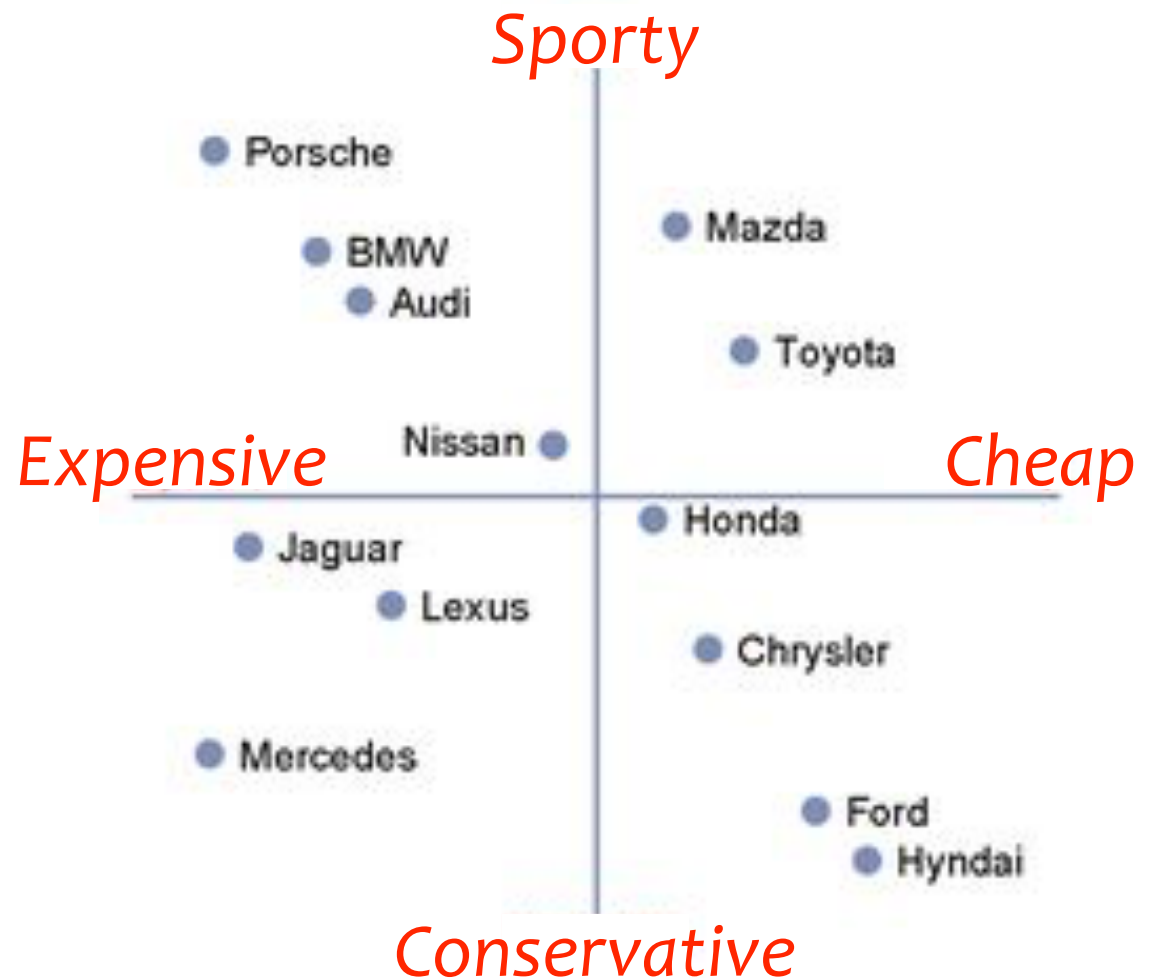 Sporty
Porsche
Mazda
BMW
Audi
Toyota
Nissan
Expensive
Cheap
Honda
Jaguar
Lexus
Chrysler
Mercedes
Ford
Hyndai
Conservative